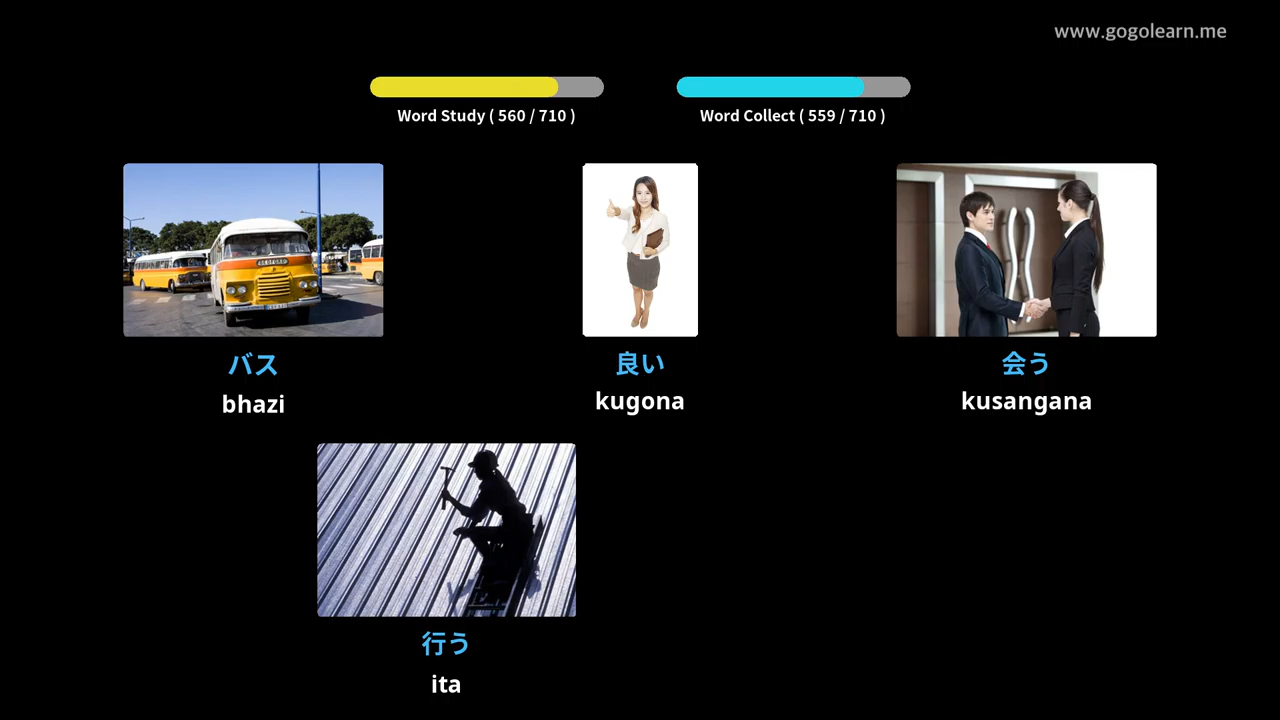 www.gogolearn.me
Word Study ( 560 / 710 )
Word Collect ( 559 / 710 )
バス
bhazi
良い
kugona
会う
kusangana
行う
ita